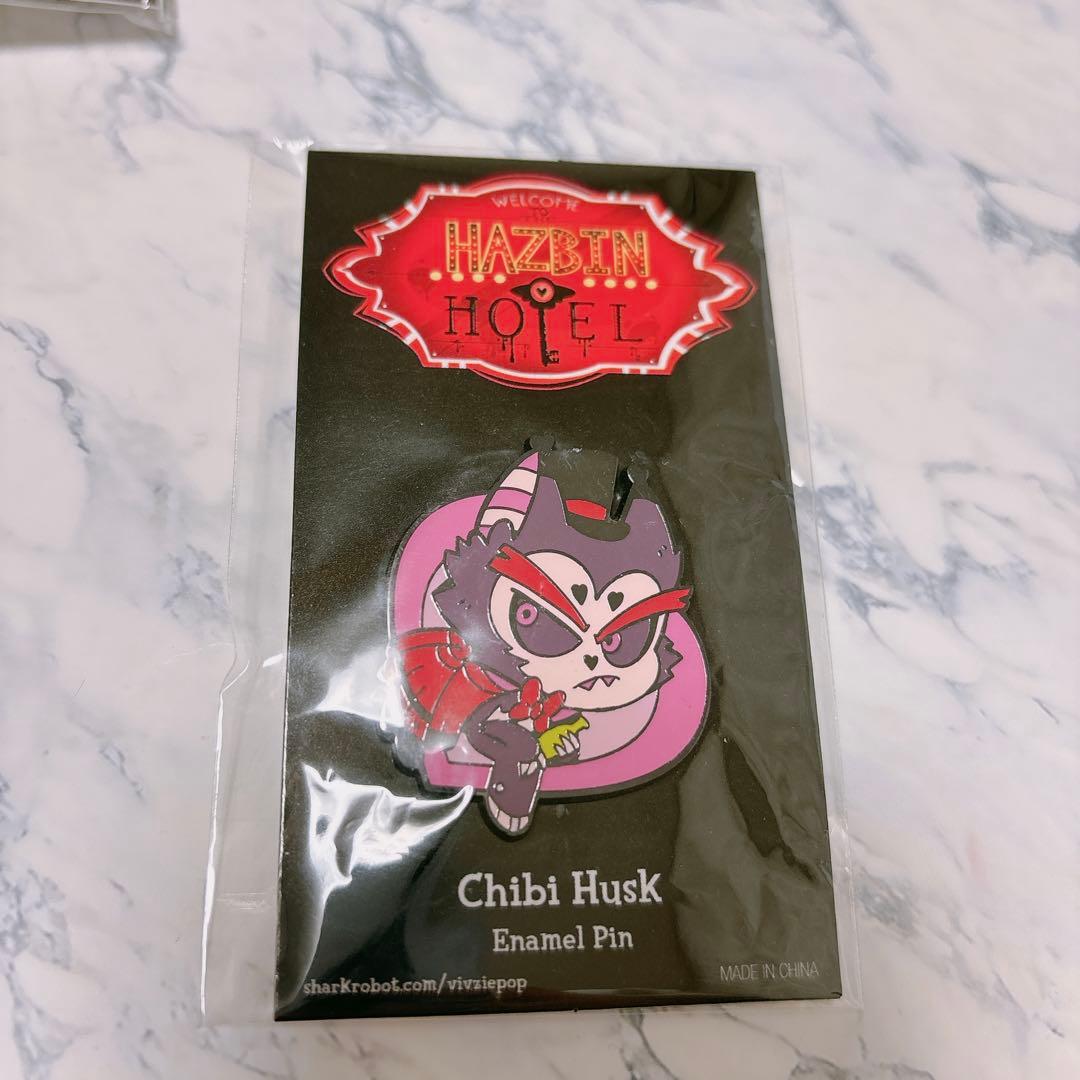 WELCOME
TO
HAZBIN
HOTEL
Chibi Husk
Enamel Pin
sharkrobot.com/vivziepop
MADE IN CHINA